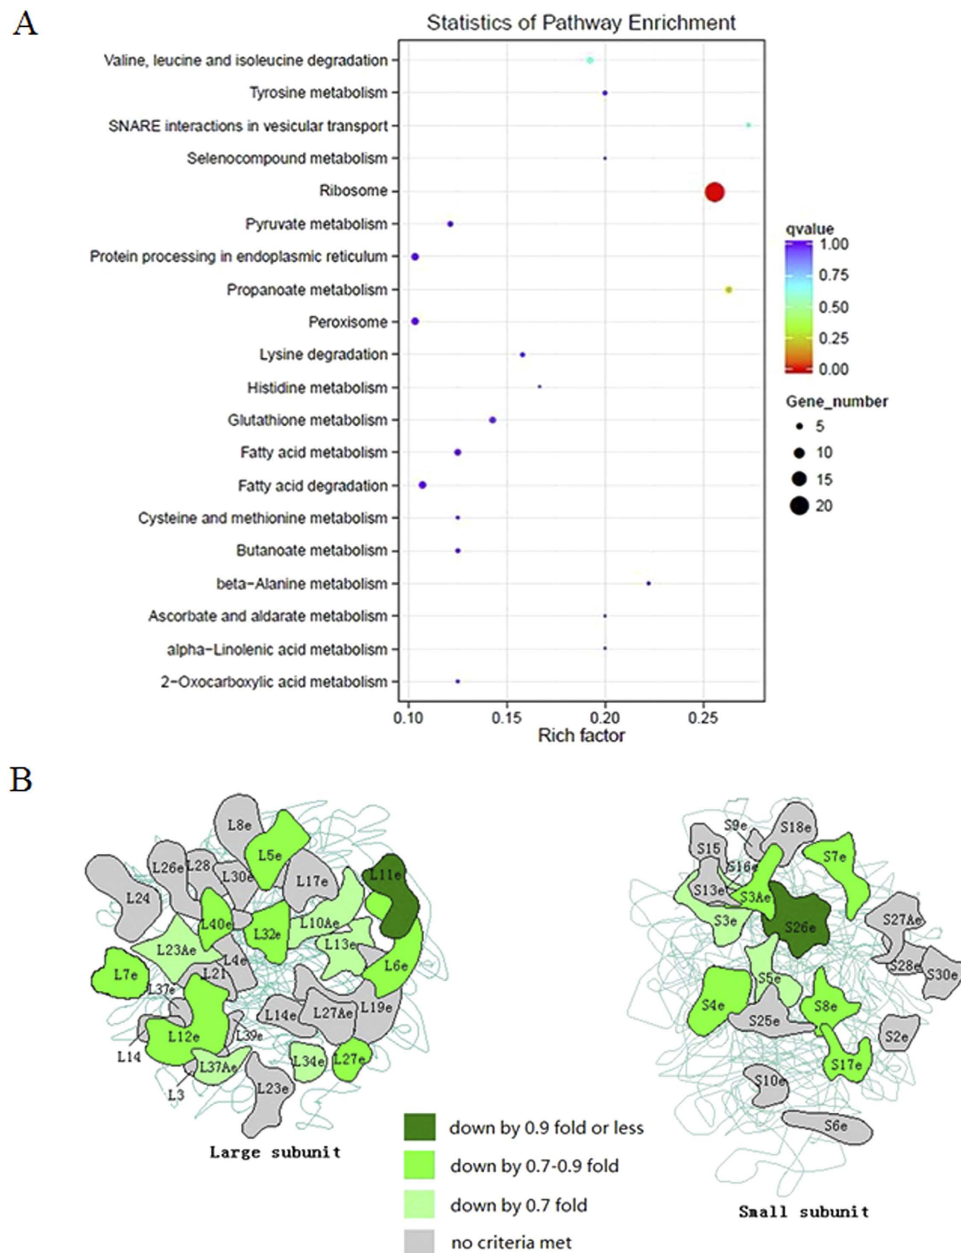 A
Statistics of Pathway Enrichment
Valine, leucine and isoleucine degradation
Tyrosine metabolism
SNARE interactions in vesicular transport
Selenocompound metabolism
Ribosome
Pyruvate metabolism
Protein processing in endoplasmic reticulum
Propanoate metabolism
Peroxisome
Lysine degradation
Histidine metabolism
Glutathione metabolism
Fatty acid metabolism
Fatty acid degradation
Cysteine and methionine metabolism
Butanoate metabolism
beta−Alanine metabolism
Ascorbate and aldarate metabolism
alpha−Linolenic acid metabolism
2−Oxocarboxylic acid metabolism
0.10 0.15 0.20 0.25
Rich factor
qvalue
1.00
0.75
0.50
0.25
0.00
Gene_number
5
10
15
20
B
L8e
L5e
L26e
L28
L30e
L17e
L11e
L24
L40e
L32e
L10Ae
L13e
L23Ae
L4e
L6e
L7e
L21
L37e
L14e
L27Ae
L19e
L12e
L39e
L14
L37Ae
L34e
L27e
L3
L23e
Large subunit
S9e
S18e
S15
S16e
S7e
S13e
S3Ae
S3e
S26e
S27Ae
S28e
S30e
S5e
S4e
S25e
S8e
S2e
S17e
S10e
S6e
Small subunit
down by 0.9 fold or less
down by 0.7-0.9 fold
down by 0.7 fold
no criteria met